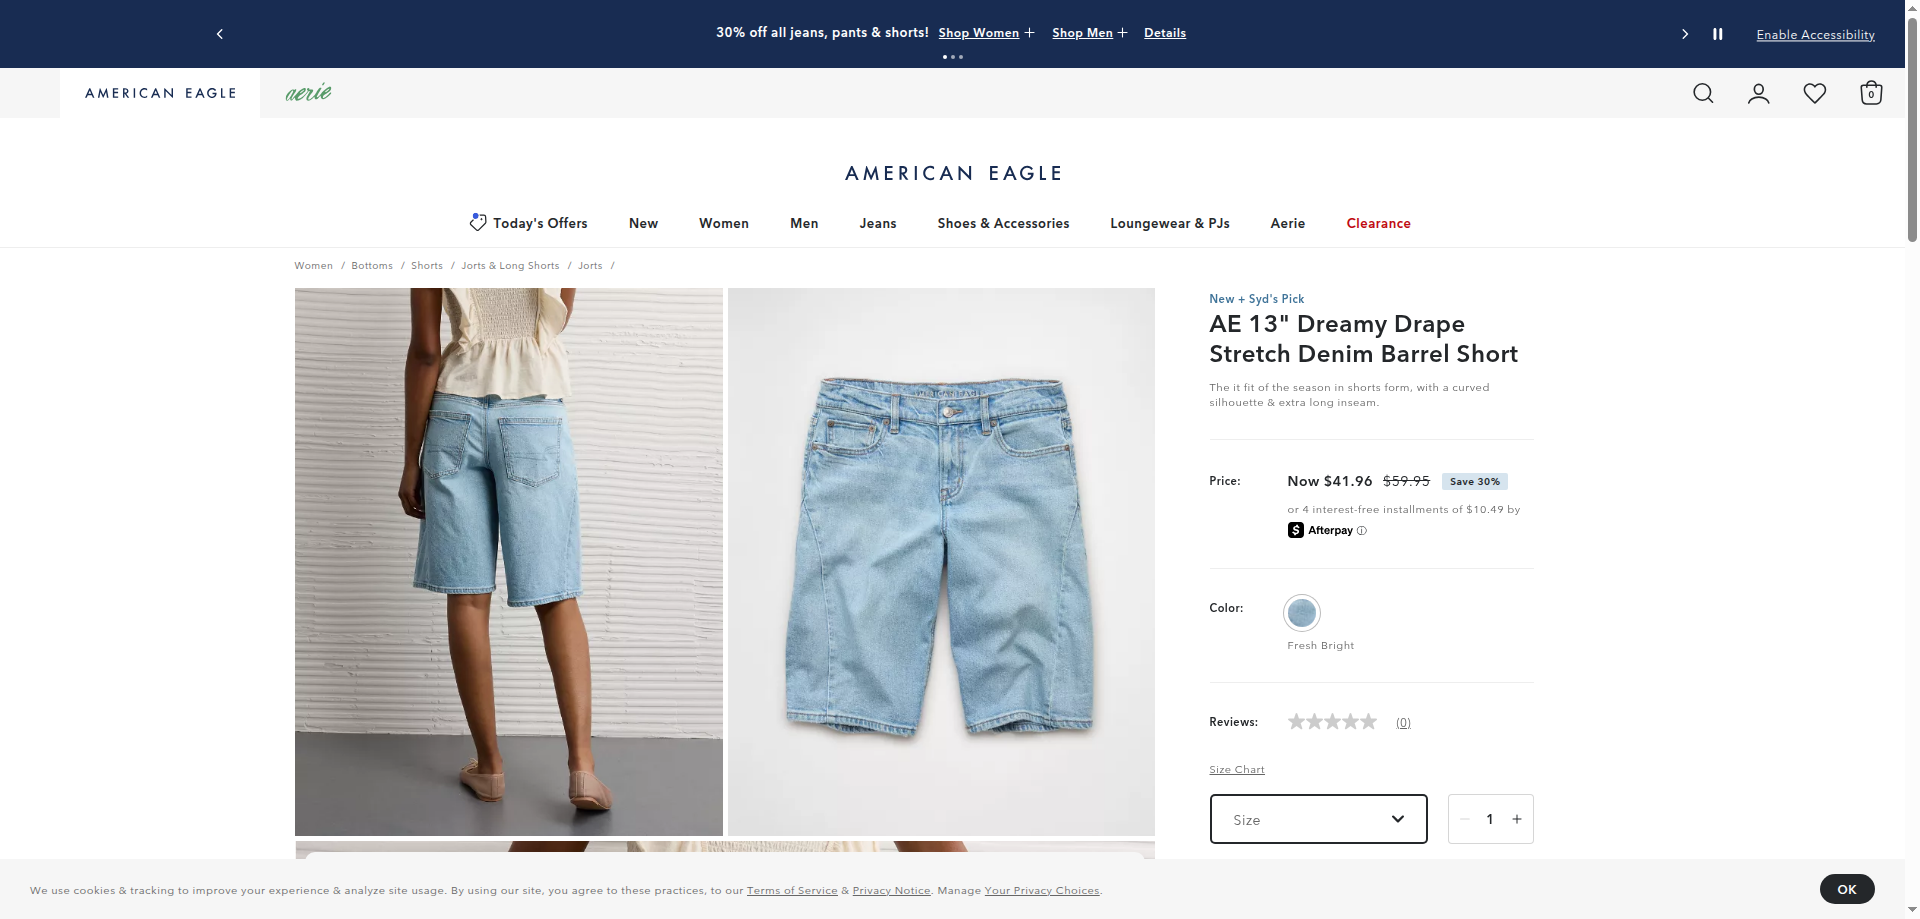 30% off all jeans, pants & shorts! Shop Women + Shop Men + Details
Enable Accessibility
AMERICAN EAGLE
aerie
0
AMERICAN EAGLE
Today's Offers
New
Women
Men
Jeans
Shoes & Accessories
Loungewear & PJs
Aerie
Clearance
Women / Bottoms / Shorts / Jorts & Long Shorts / Jorts /
New + Syd's Pick
AE 13" Dreamy Drape
Stretch Denim Barrel Short
The it fit of the season in shorts form, with a curved
silhouette & extra long inseam.
Price:
Now $41.96 $59.95 Save 30%
or 4 interest-free installments of $10.49 by
Afterpay ⓘ
Color:
Fresh Bright
Reviews:
(0)
Size Chart
Size
− 1 +
We use cookies & tracking to improve your experience & analyze site usage. By using our site, you agree to these practices, to our Terms of Service & Privacy Notice. Manage Your Privacy Choices.
OK